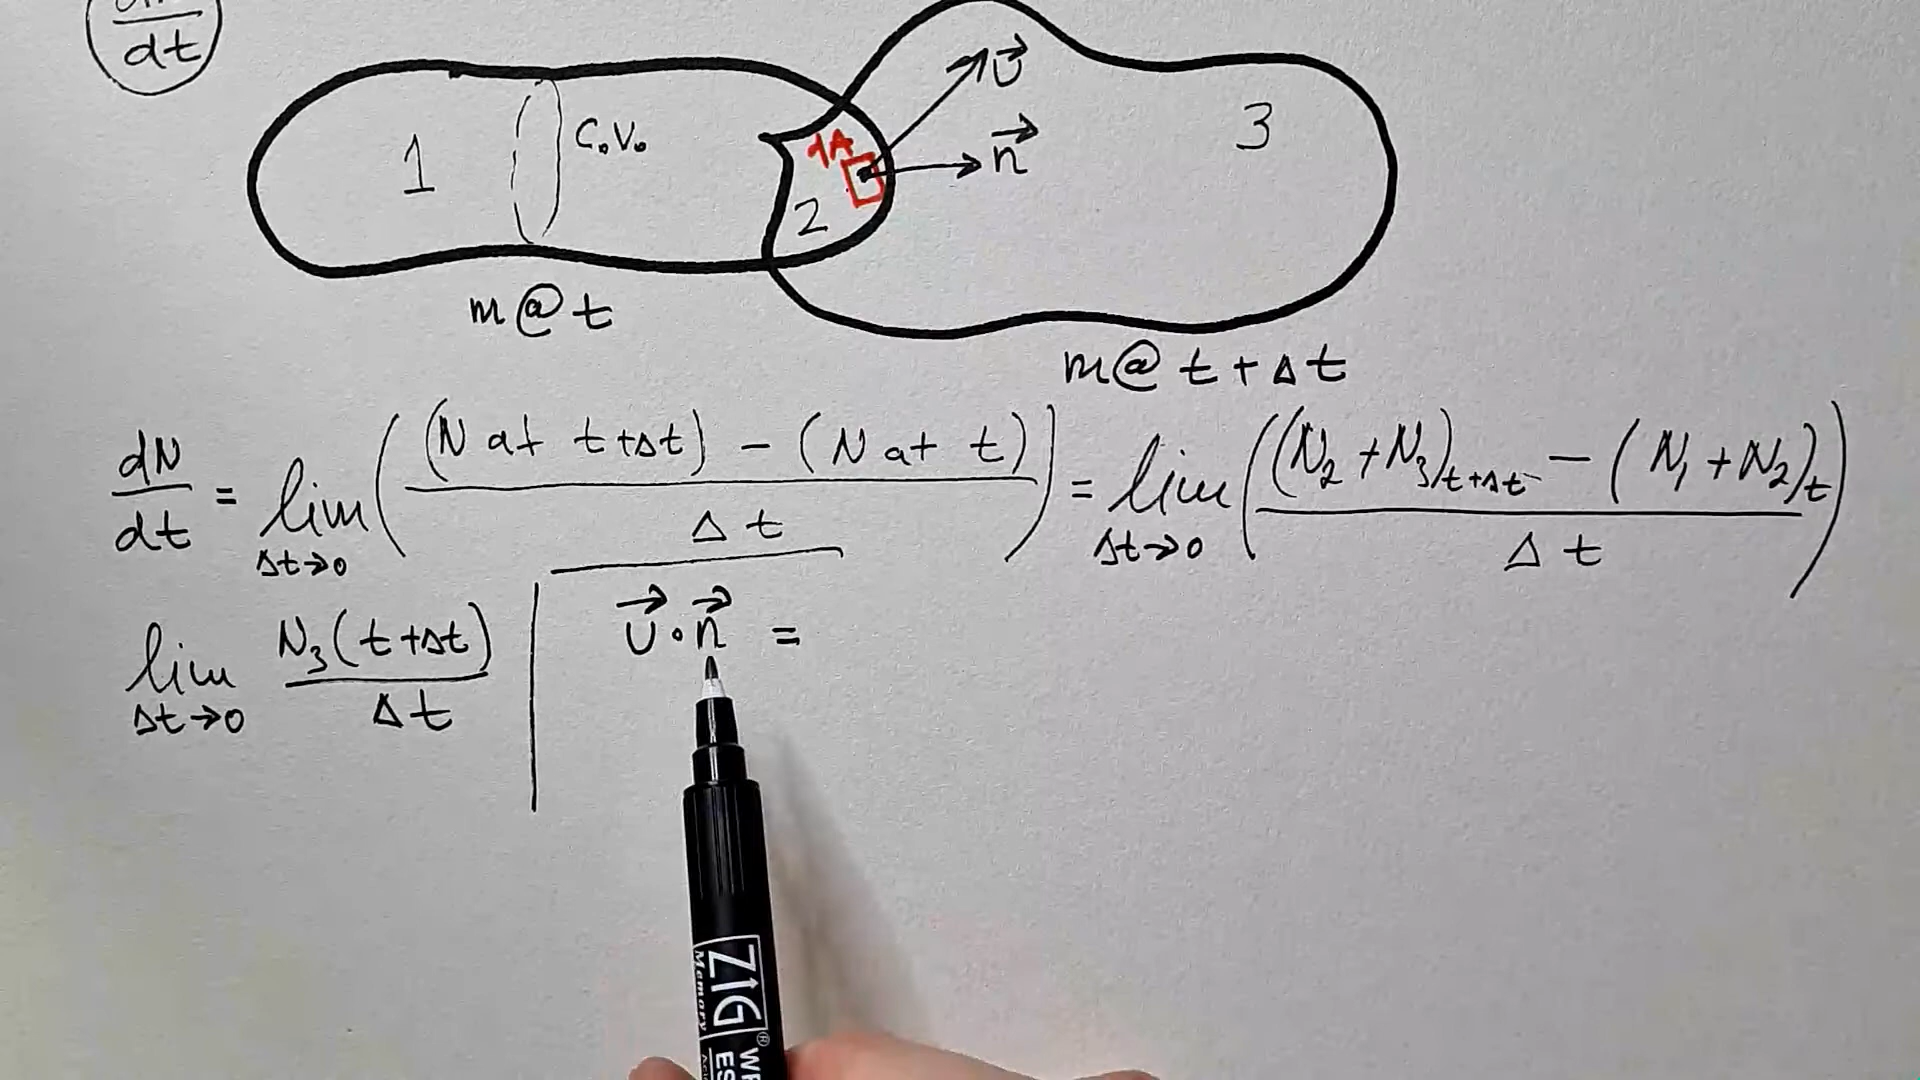 dt
1
C.V.
dA
2
U⃗
n⃗
3
m@t
m@ t + Δt
dN/dt = lim Δt→0 ( ((N at t+Δt) − (N at t)) / Δt ) = lim Δt→0 ( ((N₂ + N₃)t+Δt − (N₁ + N₂)t) / Δt )
lim Δt→0 N₃(t+Δt) / Δt
U⃗ • n⃗ =
ZIG®
Memory
WR
ES